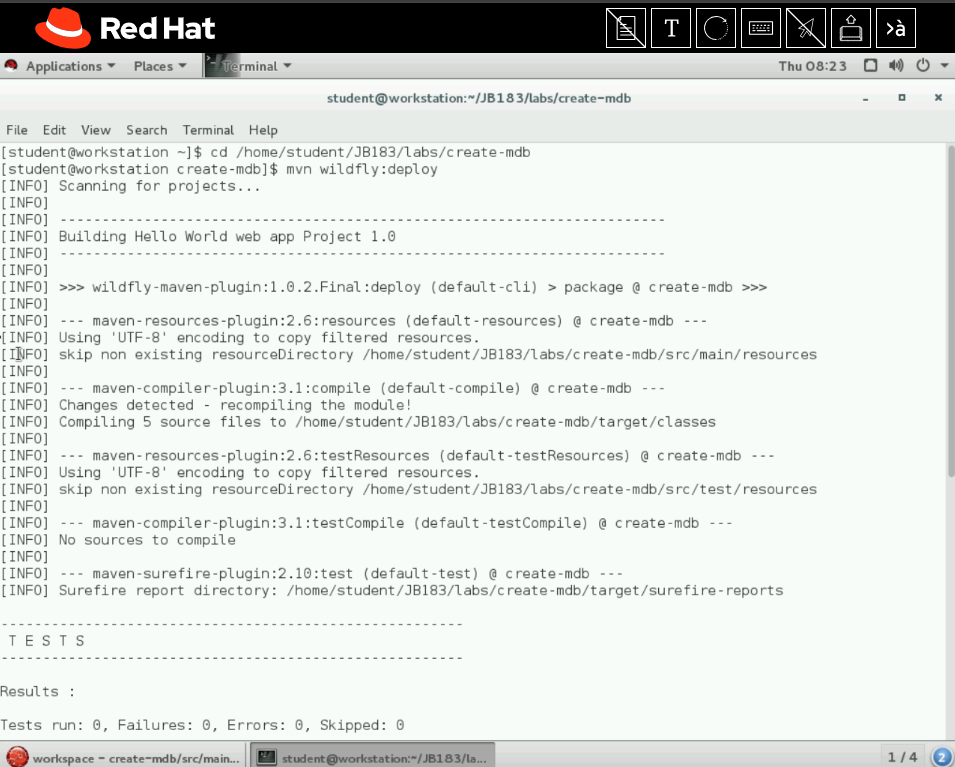 Red Hat
T
>à
Applications Places Terminal Thu 08:23
student@workstation:~/JB183/labs/create-mdb
File Edit View Search Terminal Help
[student@workstation ~]$ cd /home/student/JB183/labs/create-mdb
[student@workstation create-mdb]$ mvn wildfly:deploy
[INFO] Scanning for projects...
[INFO]
[INFO] ------------------------------------------------------------------------
[INFO] Building Hello World web app Project 1.0
[INFO] ------------------------------------------------------------------------
[INFO]
[INFO] >>> wildfly-maven-plugin:1.0.2.Final:deploy (default-cli) > package @ create-mdb >>>
[INFO]
[INFO] --- maven-resources-plugin:2.6:resources (default-resources) @ create-mdb ---
[INFO] Using 'UTF-8' encoding to copy filtered resources.
[INFO] skip non existing resourceDirectory /home/student/JB183/labs/create-mdb/src/main/resources
[INFO]
[INFO] --- maven-compiler-plugin:3.1:compile (default-compile) @ create-mdb ---
[INFO] Changes detected - recompiling the module!
[INFO] Compiling 5 source files to /home/student/JB183/labs/create-mdb/target/classes
[INFO]
[INFO] --- maven-resources-plugin:2.6:testResources (default-testResources) @ create-mdb ---
[INFO] Using 'UTF-8' encoding to copy filtered resources.
[INFO] skip non existing resourceDirectory /home/student/JB183/labs/create-mdb/src/test/resources
[INFO]
[INFO] --- maven-compiler-plugin:3.1:testCompile (default-testCompile) @ create-mdb ---
[INFO] No sources to compile
[INFO]
[INFO] --- maven-surefire-plugin:2.10:test (default-test) @ create-mdb ---
[INFO] Surefire report directory: /home/student/JB183/labs/create-mdb/target/surefire-reports
-------------------------------------------------------
T E S T S
-------------------------------------------------------
Results :
Tests run: 0, Failures: 0, Errors: 0, Skipped: 0
workspace - create-mdb/src/main... student@workstation:~/JB183/la... 1 / 4 2